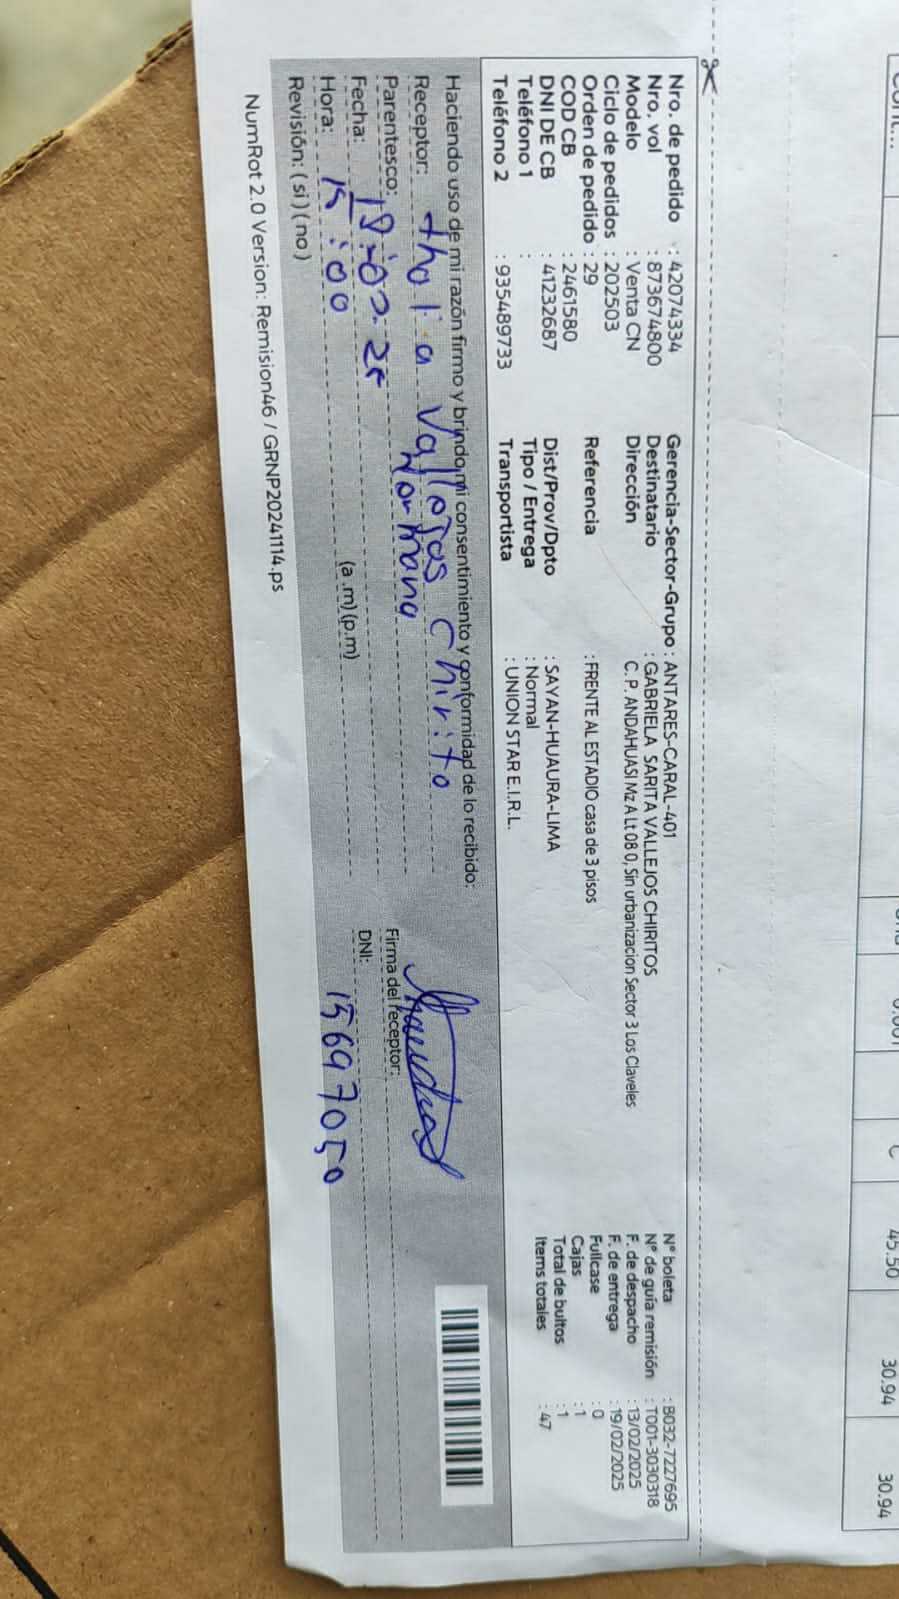 Nro. de pedido : 42074334
Nro. vol : 873674800
Modelo : Venta CN
Ciclo de pedidos : 202503
Orden de pedido : 29
COD CB : 2461580
DNI DE CB : 41232687
Teléfono 1 :
Teléfono 2 : 935489733
Gerencia-Sector-Grupo : ANTARES-CARAL-401
Destinatario : GABRIELA SARITA VALLEJOS CHIRITOS
Dirección C.P. ANDAHUASI Mz A Lt 08 0, Sin urbanizacion Sector 3 Los Claveles
Referencia : FRENTE AL ESTADIO casa de 3 pisos
Dist/Prov/Dpto : SAYAN-HUAURA-LIMA
Tipo / Entrega : Normal
Transportista : UNION STAR E.I.R.L.
N° boleta : B032-7227695
N° de guía remisión : T001-3030318
F. de despacho : 13/02/2025
F. de entrega : 19/02/2025
Fullcase : 0
Cajas : 1
Total de bultos : 1
Items totales : 47
Haciendo uso de mi razón firmo y brindo mi consentimiento y conformidad de lo recibido:
Receptor: thalia Vallejos Chirito
Parentesco: hermana
Fecha: 19-02-25
Hora: 15:00 (a.m)(p.m)
Revisión: (si)(no)
Firma del receptor:
DNI: 15697050
NumRot 2.0 Version: Remision46 / GRNP20241114.ps
45.50
30.94
30.94